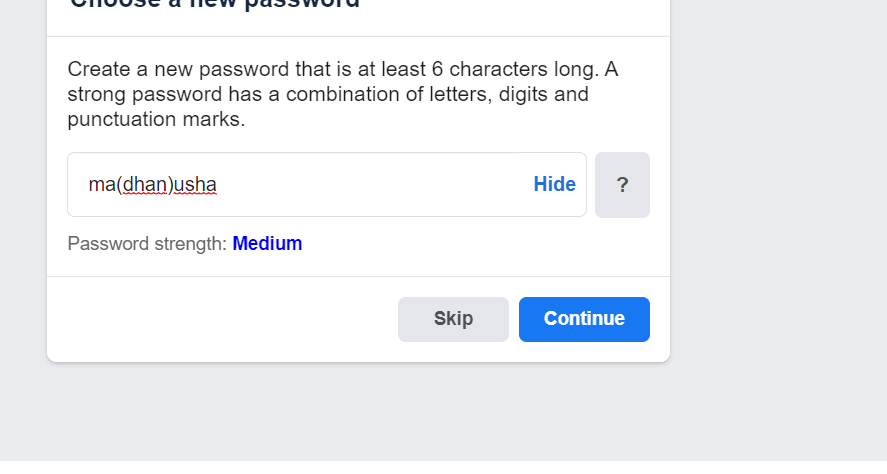 Choose a new password
Create a new password that is at least 6 characters long. A
strong password has a combination of letters, digits and
punctuation marks.
ma(dhan)usha
Hide
?
Password strength: Medium
Skip
Continue